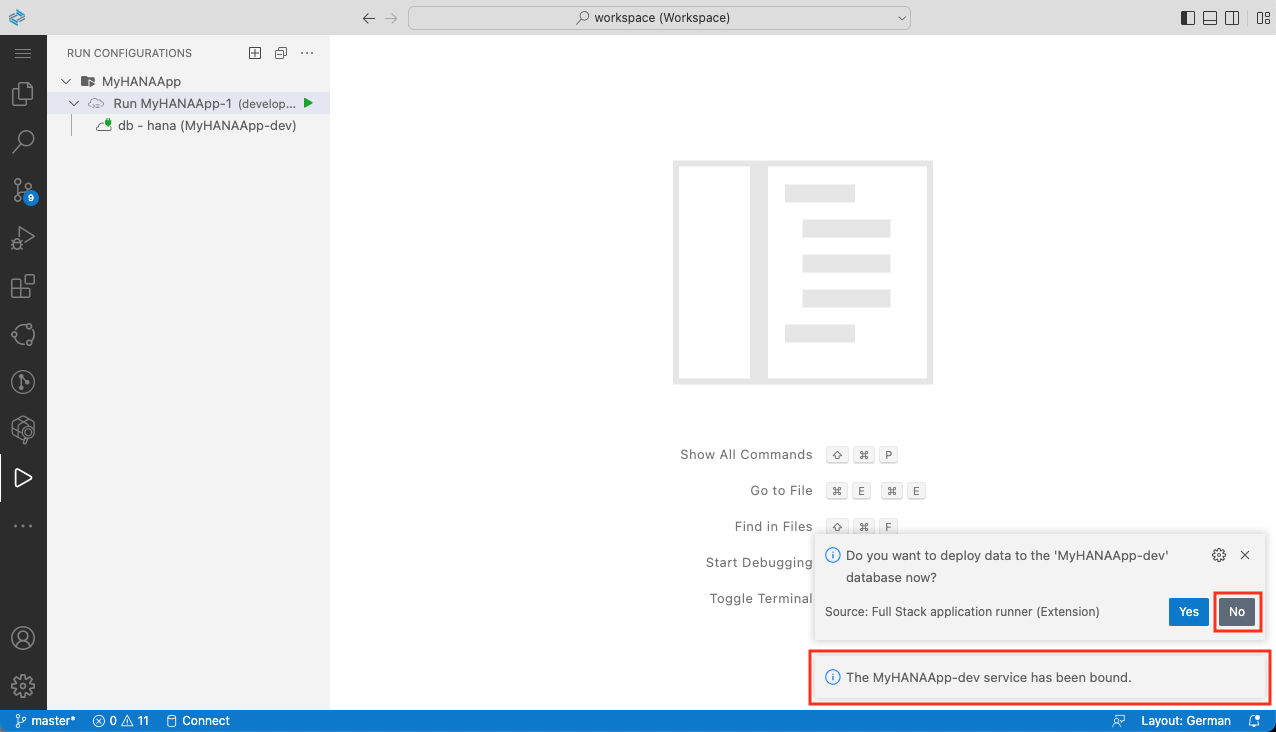 workspace (Workspace)
RUN CONFIGURATIONS
MyHANAApp
Run MyHANAApp-1 (develop...
db - hana (MyHANAApp-dev)
9
Show All Commands ⇧ ⌘ P
Go to File ⌘ E ⌘ E
Find in Files ⇧ ⌘ F
Start Debugging
Toggle Terminal
Do you want to deploy data to the 'MyHANAApp-dev'
database now?
Source: Full Stack application runner (Extension)
Yes
No
The MyHANAApp-dev service has been bound.
master* 0 11 Connect
Layout: German